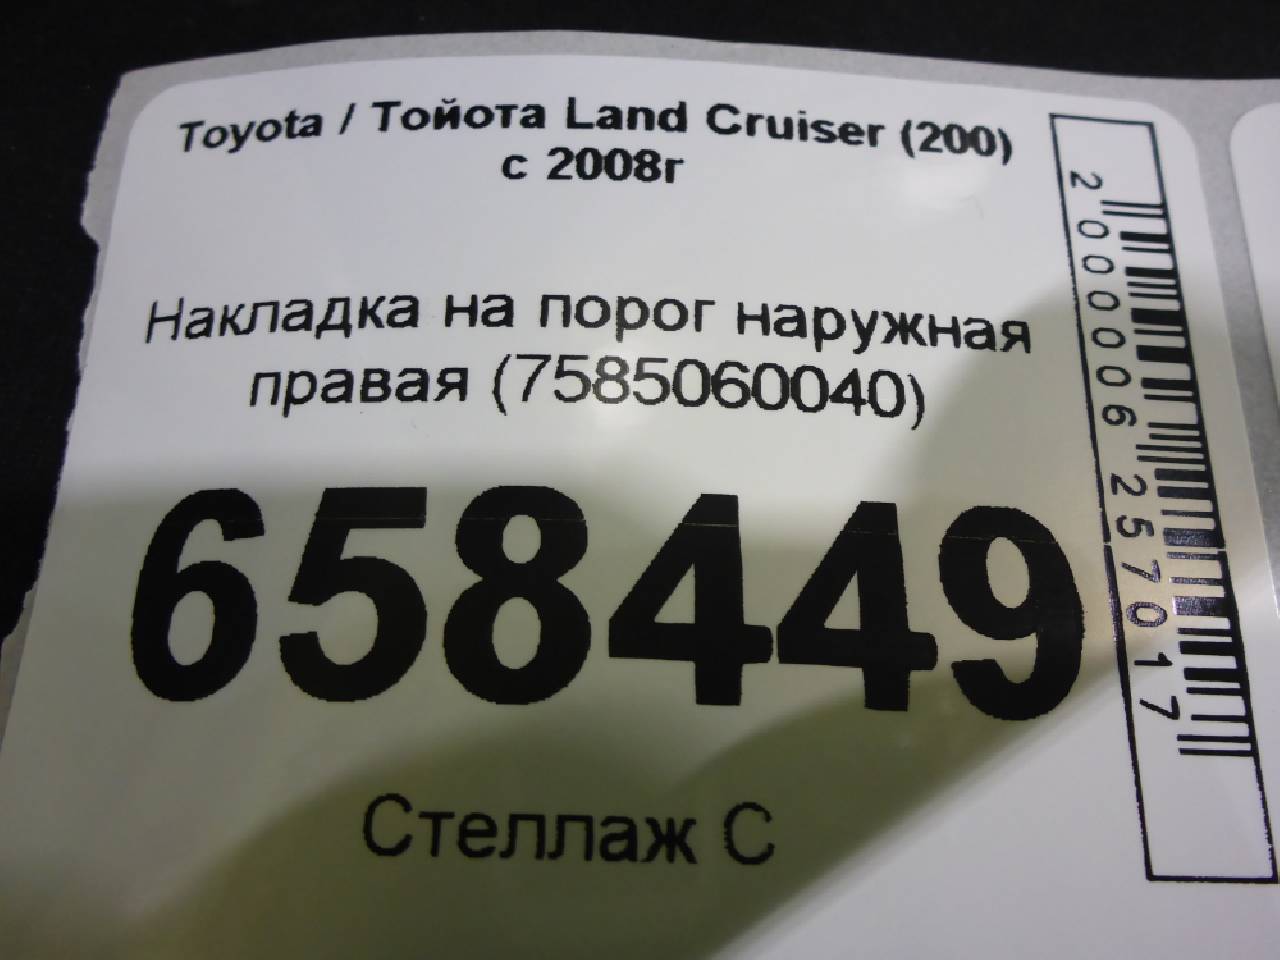 Toyota / Тойота Land Cruiser (200)
с 2008г
Накладка на порог наружная
правая (7585060040)
658449
Стеллаж С
2000006257017